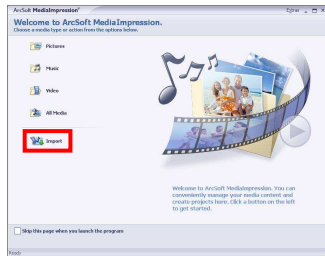 ArcSoft MediaImpression™
Welcome to ArcSoft MediaImpression.
Choose a media type or action from the options below.
Pictures
Music
Video
All Media
Import
Welcome to ArcSoft MediaImpression. You can
conveniently manage your media content and
create projects here. Click a button on the left
to get started.
Skip this page when you launch the program
Ready